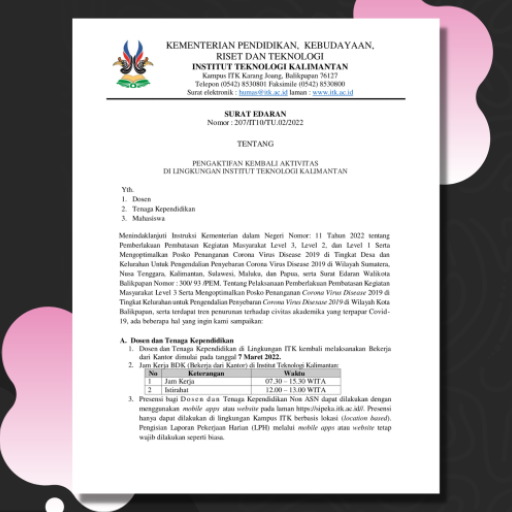 KEMENTERIAN PENDIDIKAN, KEBUDAYAAN,
RISET DAN TEKNOLOGI
INSTITUT TEKNOLOGI KALIMANTAN
Kampus ITK Karang Joang, Balikpapan 76127
Telepon (0542) 8530801 Faksimile (0542) 8530800
Surat elektronik : humas@itk.ac.id laman : www.itk.ac.id
SURAT EDARAN
Nomor : 207/IT10/TU.02/2022
TENTANG
PENGAKTIFAN KEMBALI AKTIVITAS
DI LINGKUNGAN INSTITUT TEKNOLOGI KALIMANTAN
Yth.
1. Dosen
2. Tenaga Kependidikan
3. Mahasiswa
Menindaklanjuti Instruksi Kementerian dalam Negeri Nomor: 11 Tahun 2022 tentang
Pemberlakuan Pembatasan Kegiatan Masyarakat Level 3, Level 2, dan Level 1 Serta
Mengoptimalkan Posko Penanganan Corona Virus Disease 2019 di Tingkat Desa dan
Kelurahan Untuk Pengendalian Penyebaran Corona Virus Disease 2019 di Wilayah Sumatera,
Nusa Tenggara, Kalimantan, Sulawesi, Maluku, dan Papua, serta Surat Edaran Walikota
Balikpapan Nomor : 300/ 93 /PEM. Tentang Pelaksanaan Pemberlakuan Pembatasan Kegiatan
Masyarakat Level 3 Serta Mengoptimalkan Posko Penanganan Corona Virus Disease 2019 di
Tingkat Kelurahan untuk Pengendalian Penyebaran Corona Virus Disesase 2019 di Wilayah Kota
Balikpapan, serta terdapat tren penurunan terhadap civitas akademika yang terpapar Covid-
19, ada beberapa hal yang ingin kami sampaikan:
A. Dosen dan Tenaga Kependidikan
1. Dosen dan Tenaga Kependidikan di Lingkungan ITK kembali melaksanakan Bekerja
dari Kantor dimulai pada tanggal 7 Maret 2022.
2. Jam Kerja BDK (Bekerja dari Kantor) di Institut Teknologi Kalimantan:
No Keterangan Waktu
1 Jam Kerja 07.30 – 15.30 WITA
2 Istirahat 12.00 – 13.00 WITA
3. Presensi bagi Dosen dan Tenaga Kependidikan Non ASN dapat dilakukan dengan
menggunakan mobile apps atau website pada laman https://sipeka.itk.ac.id//. Presensi
hanya dapat dilakukan di lingkungan Kampus ITK berbasis lokasi (location based).
Pengisian Laporan Pekerjaan Harian (LPH) melalui mobile apps atau website tetap
wajib dilakukan seperti biasa.